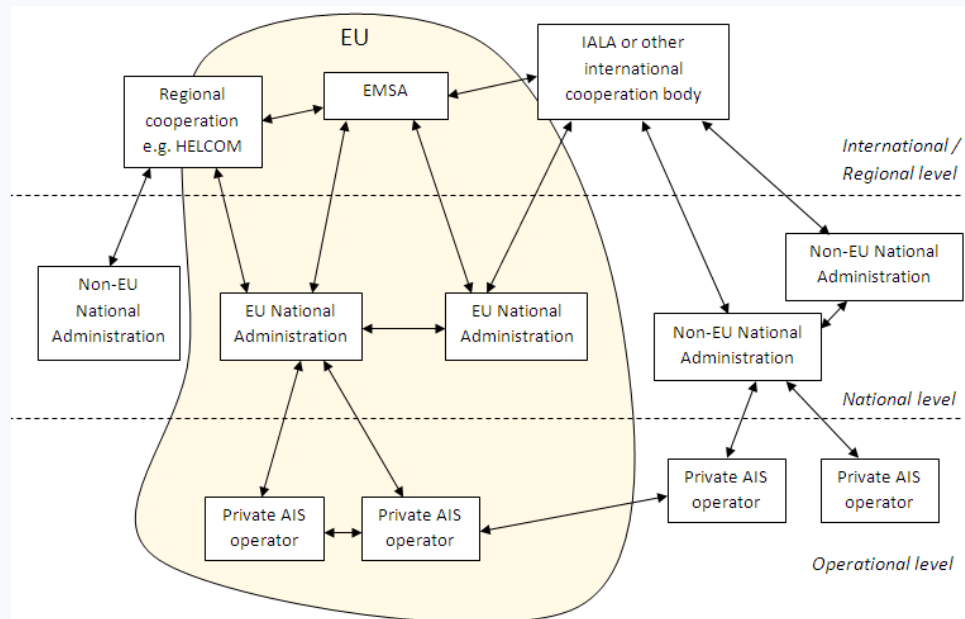 EU
IALA or other
international
cooperation body
Regional
cooperation
e.g. HELCOM
EMSA
International /
Regional level
Non-EU National
Administration
Non-EU
National
Administration
EU National
Administration
EU National
Administration
Non-EU National
Administration
National level
Private AIS
operator
Private AIS
operator
Private AIS
operator
Private AIS
operator
Operational level